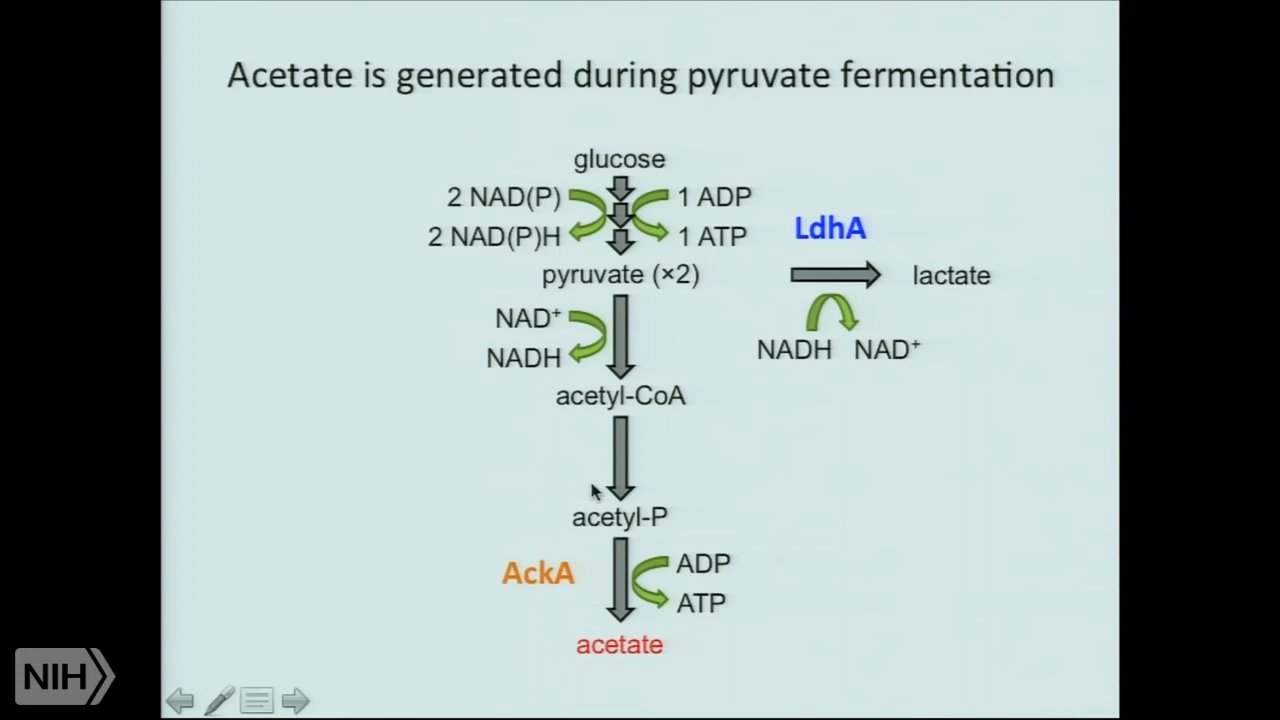 Acetate is generated during pyruvate fermentation
glucose
2 NAD(P)
1 ADP
2 NAD(P)H
1 ATP
LdhA
pyruvate (×2)
lactate
NAD⁺
NADH
NADH NAD⁺
acetyl-CoA
acetyl-P
AckA
ADP
ATP
acetate
NIH